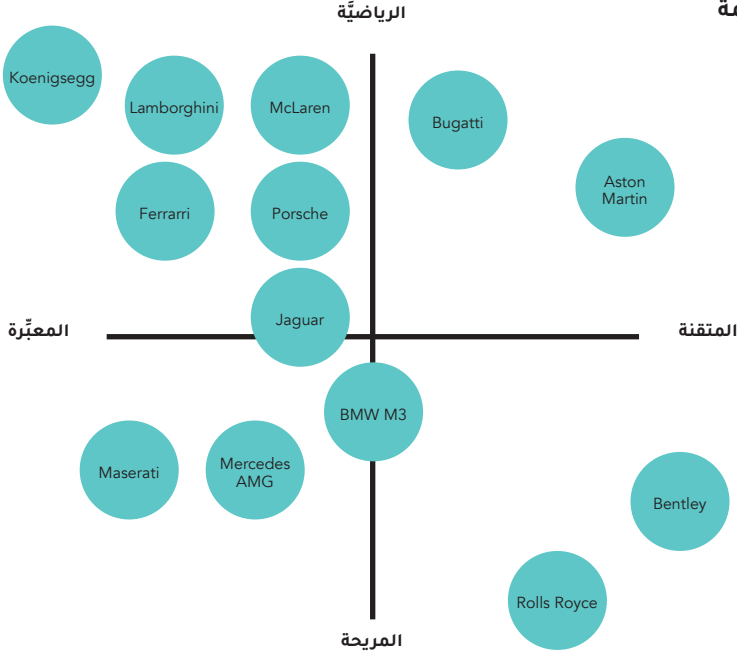 الرياضيَّة
Koenigsegg
Lamborghini
McLaren
Bugatti
Aston
Martin
Ferrarri
Porsche
Jaguar
المعبِّرة
المتقنة
BMW M3
Maserati
Mercedes
AMG
Bentley
Rolls Royce
المريحة